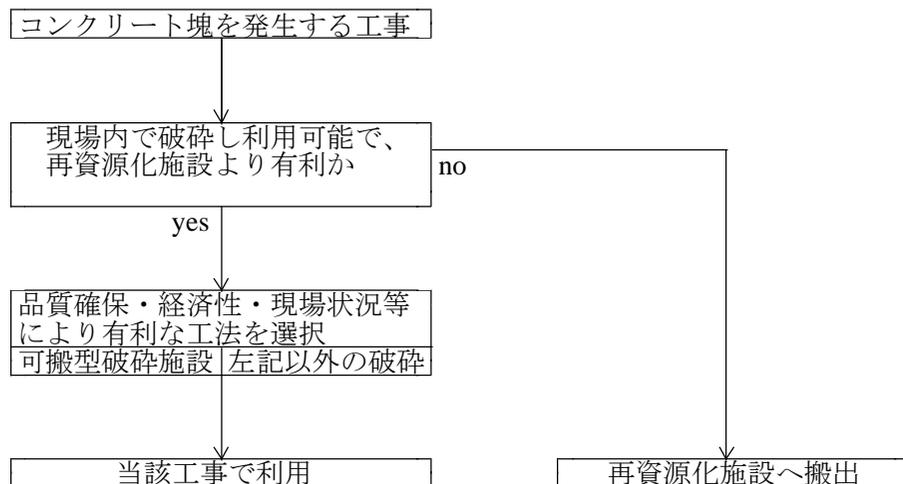 コンクリート塊を発生する工事
現場内で破砕し利用可能で、
再資源化施設より有利か
no
yes
品質確保・経済性・現場状況等
により有利な工法を選択
可搬型破砕施設 左記以外の破砕
当該工事で利用 再資源化施設へ搬出